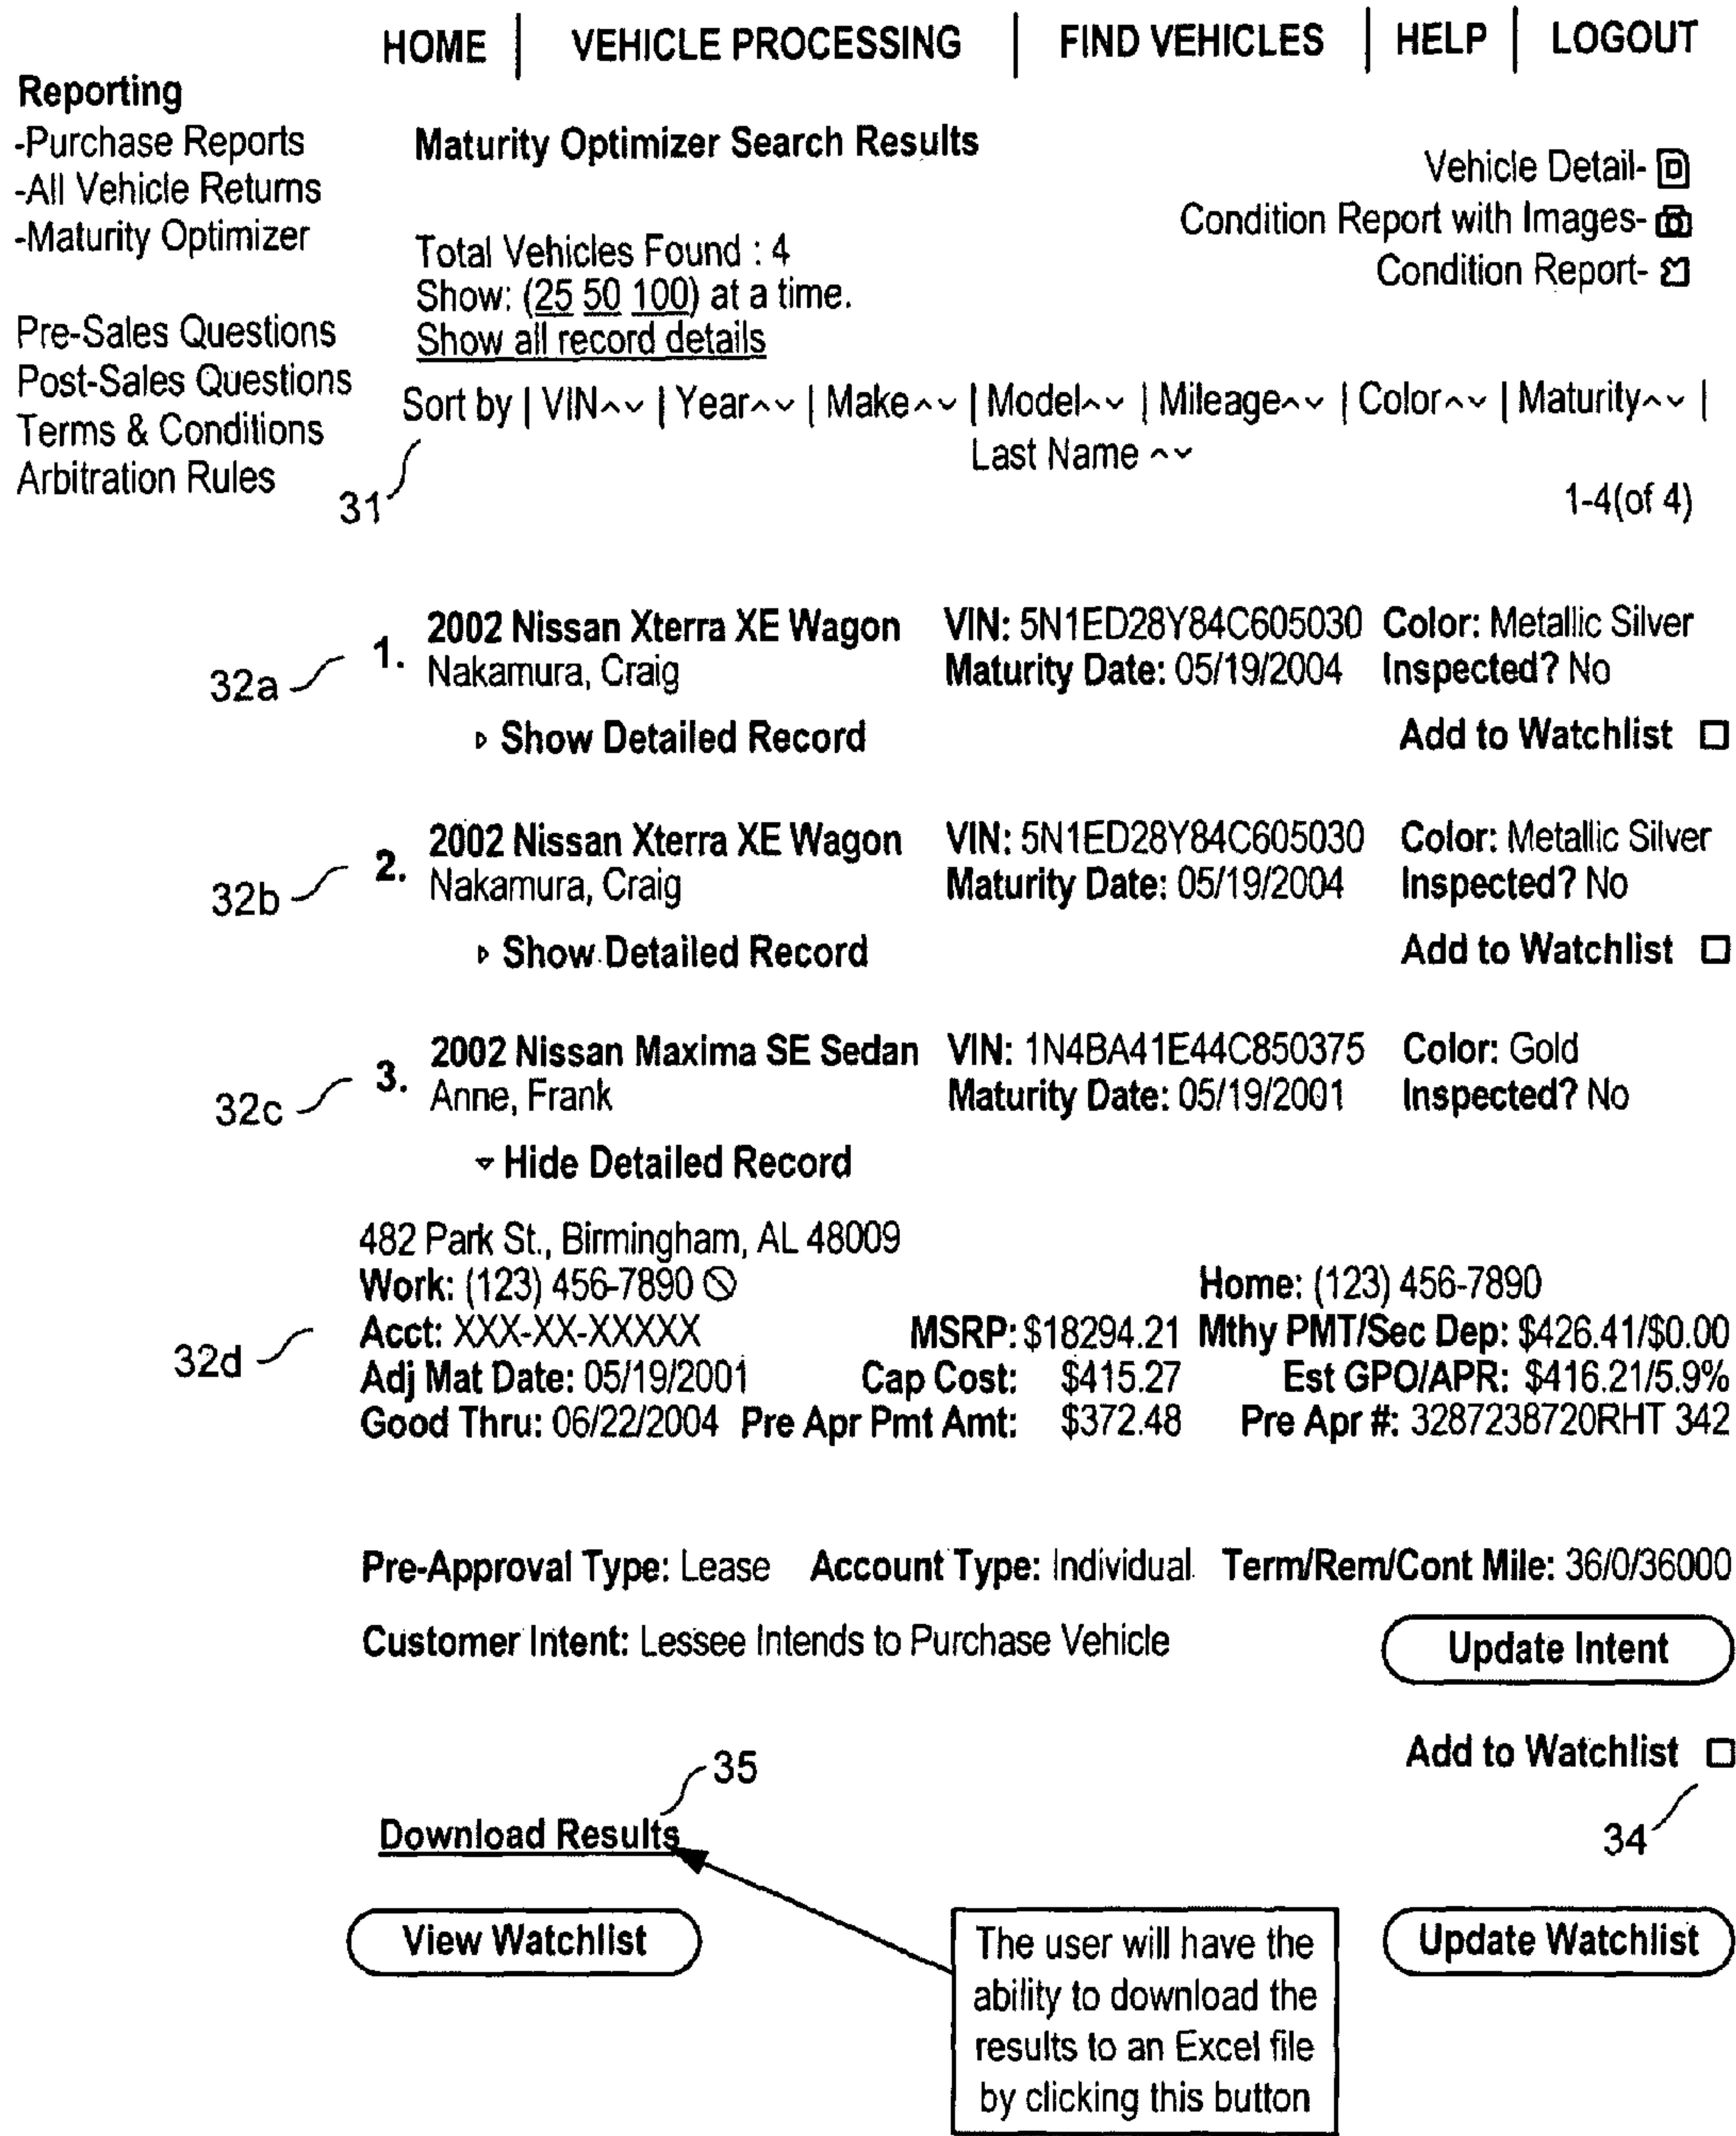 HOME | VEHICLE PROCESSING | FIND VEHICLES | HELP | LOGOUT
Reporting
-Purchase Reports
-All Vehicle Returns
-Maturity Optimizer
Pre-Sales Questions
Post-Sales Questions
Terms & Conditions
Arbitration Rules
Maturity Optimizer Search Results
Vehicle Detail- D
Condition Report with Images-
Condition Report-
Total Vehicles Found : 4
Show: (25 50 100) at a time.
Show all record details
Sort by | VIN^v | Year^v | Make^v | Model^v | Mileage^v | Color^v | Maturity^v |
Last Name ^v
31
1-4(of 4)
32a
1. 2002 Nissan Xterra XE Wagon VIN: 5N1ED28Y84C605030 Color: Metallic Silver
Nakamura, Craig Maturity Date: 05/19/2004 Inspected? No
▹ Show Detailed Record Add to Watchlist □
32b
2. 2002 Nissan Xterra XE Wagon VIN: 5N1ED28Y84C605030 Color: Metallic Silver
Nakamura, Craig Maturity Date: 05/19/2004 Inspected? No
▹ Show Detailed Record Add to Watchlist □
32c
3. 2002 Nissan Maxima SE Sedan VIN: 1N4BA41E44C850375 Color: Gold
Anne, Frank Maturity Date: 05/19/2001 Inspected? No
▿ Hide Detailed Record
482 Park St., Birmingham, AL 48009
Work: (123) 456-7890 Home: (123) 456-7890
32d
Acct: XXX-XX-XXXXX MSRP: $18294.21 Mthy PMT/Sec Dep: $426.41/$0.00
Adj Mat Date: 05/19/2001 Cap Cost: $415.27 Est GPO/APR: $416.21/5.9%
Good Thru: 06/22/2004 Pre Apr Pmt Amt: $372.48 Pre Apr #: 3287238720RHT 342
Pre-Approval Type: Lease Account Type: Individual Term/Rem/Cont Mile: 36/0/36000
Customer Intent: Lessee Intends to Purchase Vehicle Update Intent
Add to Watchlist □
34
35
Download Results
View Watchlist
The user will have the
ability to download the
results to an Excel file
by clicking this button
Update Watchlist